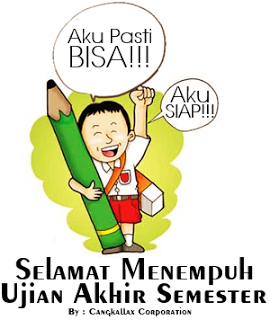 Aku Pasti
BISA!!!
Aku
SIAP!!!
Selamat Menempuh
Ujian Akhir Semester
By : Cangkallax Corporation